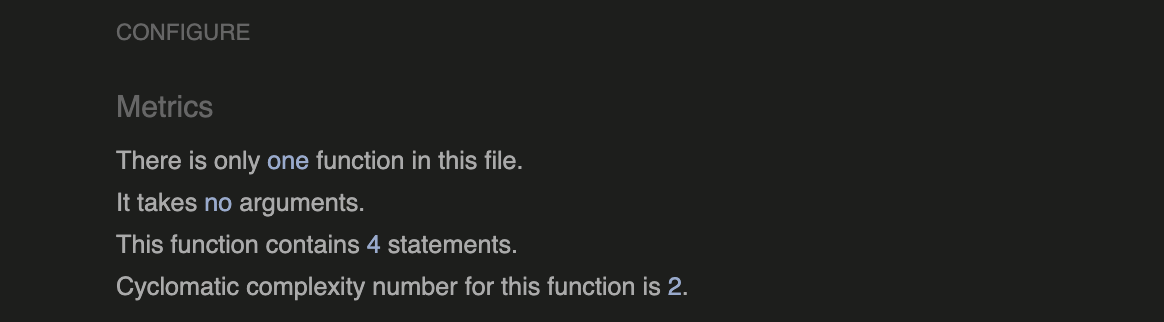 CONFIGURE
Metrics
There is only one function in this file.
It takes no arguments.
This function contains 4 statements.
Cyclomatic complexity number for this function is 2.